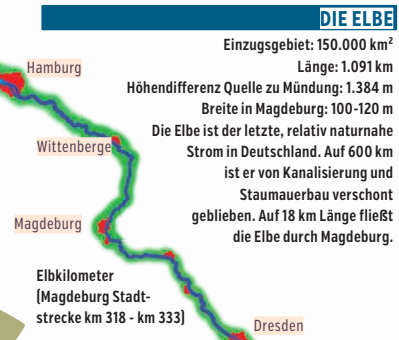 DIE ELBE
Einzugsgebiet: 150.000 km²
Länge: 1.091 km
Höhendifferenz Quelle zu Mündung: 1.384 m
Breite in Magdeburg: 100-120 m
Die Elbe ist der letzte, relativ naturnahe
Strom in Deutschland. Auf 600 km
ist er von Kanalisierung und
Staumauerbau verschont
geblieben. Auf 18 km Länge fließt
die Elbe durch Magdeburg.
Hamburg
Wittenberge
Magdeburg
Elbkilometer
(Magdeburg Stadt-
strecke km 318 - km 333)
Dresden